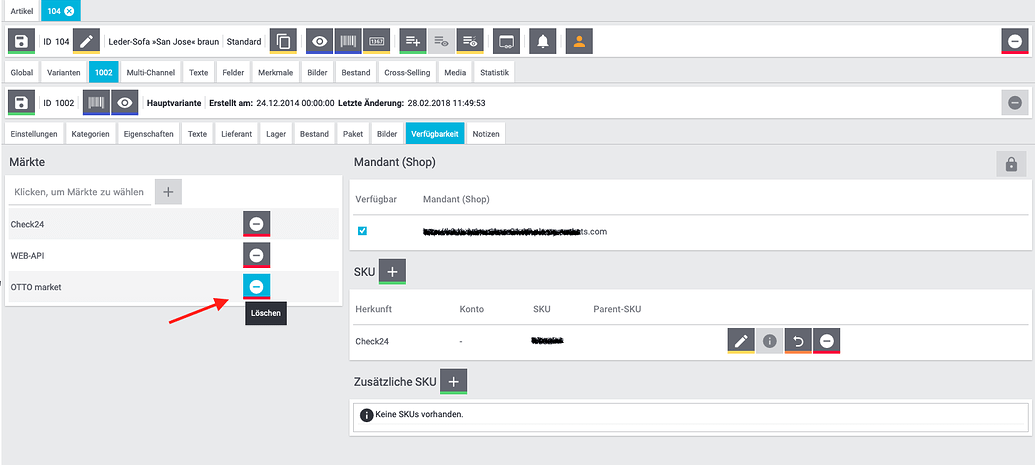 Artikel 104
ID 104 Leder-Sofa »San Jose« braun Standard 1367
Global Varianten 1002 Multi-Channel Texte Felder Merkmale Bilder Bestand Cross-Selling Media Statistik
ID 1002 Hauptvariante Erstellt am: 24.12.2014 00:00:00 Letzte Änderung: 28.02.2018 11:49:53
Einstellungen Kategorien Eigenschaften Texte Lieferant Lager Bestand Paket Bilder Verfügbarkeit Notizen
Märkte
Klicken, um Märkte zu wählen
Check24
WEB-API
OTTO market
Löschen
Mandant (Shop)
Verfügbar Mandant (Shop)
ts.com
SKU
Herkunft Konto SKU Parent-SKU
Check24 -
Zusätzliche SKU
Keine SKUs vorhanden.